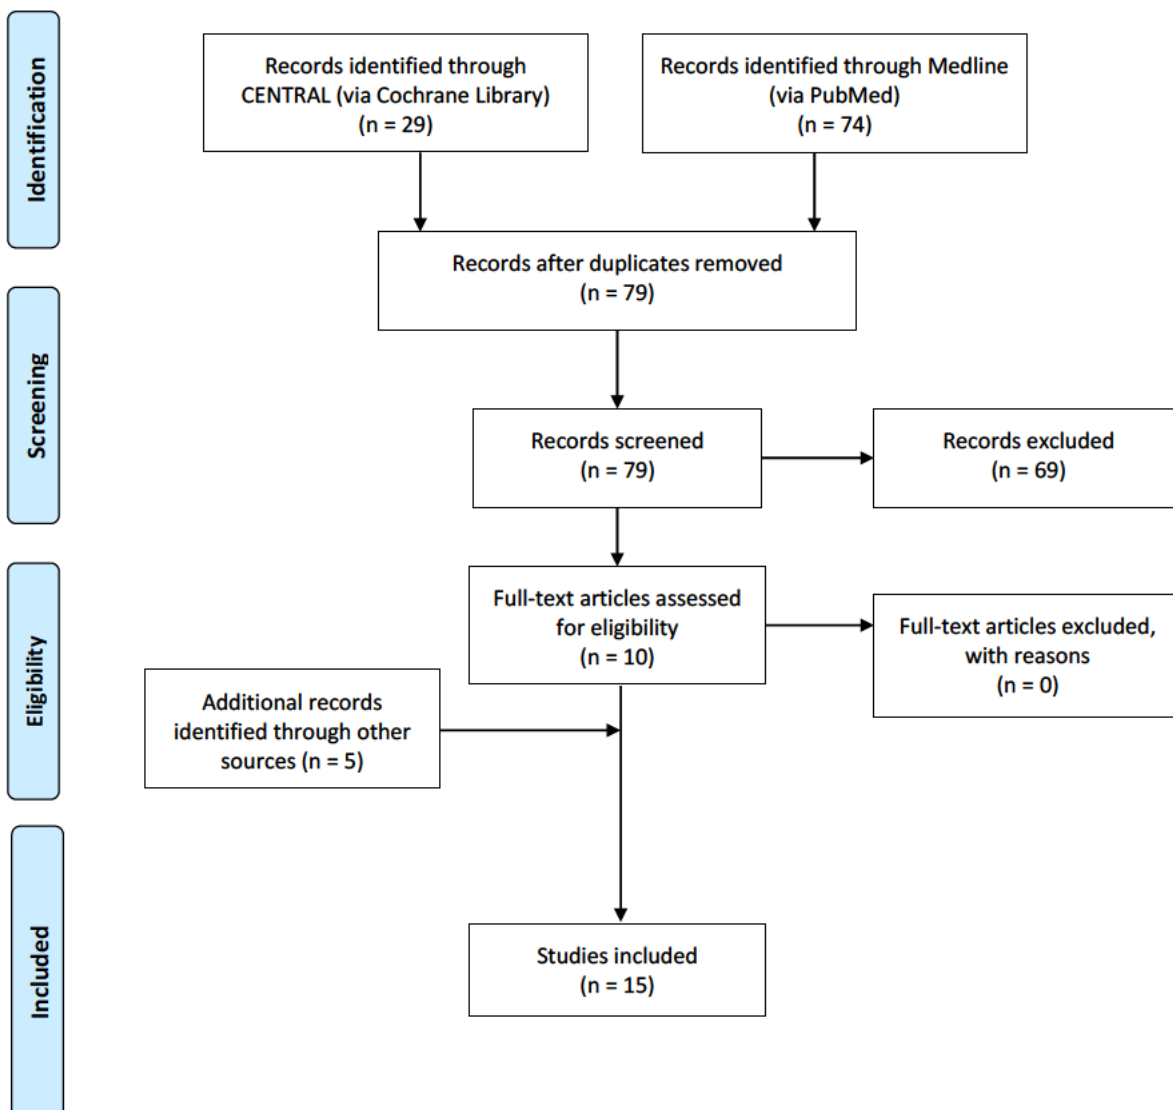 Identification
Records identified through
CENTRAL (via Cochrane Library)
(n = 29)
Records identified through Medline
(via PubMed)
(n = 74)
Records after duplicates removed
(n = 79)
Screening
Records screened
(n = 79)
Records excluded
(n = 69)
Eligibility
Full-text articles assessed
for eligibility
(n = 10)
Full-text articles excluded,
with reasons
(n = 0)
Additional records
identified through other
sources (n = 5)
Included
Studies included
(n = 15)